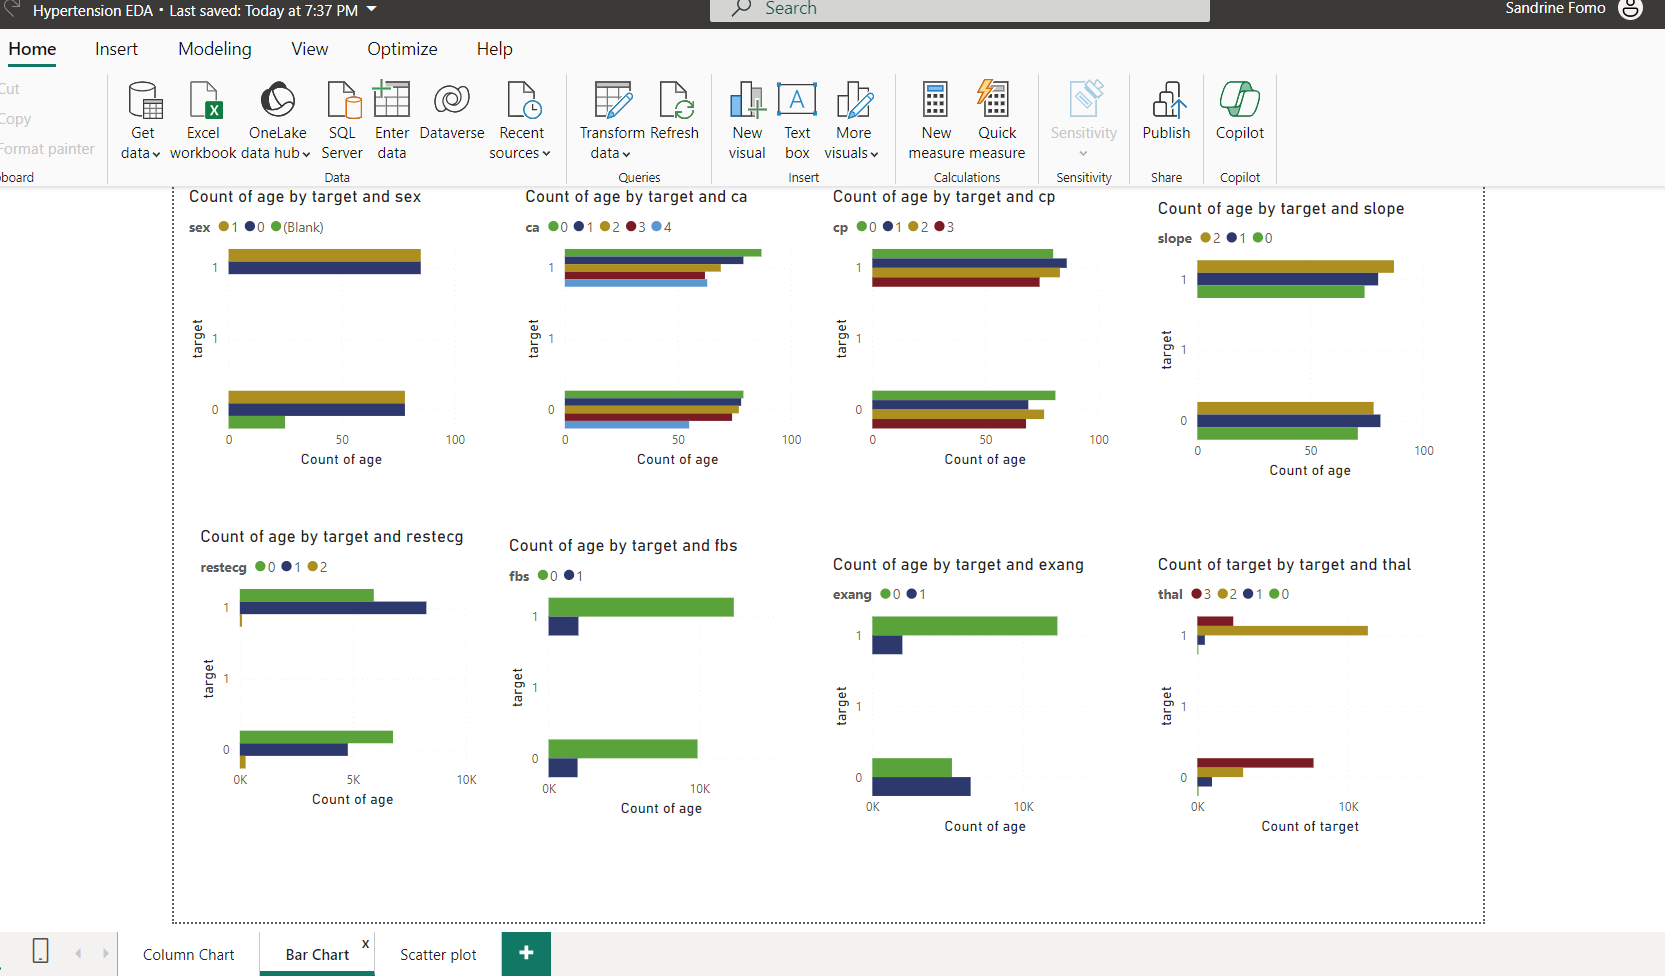 Hypertension EDA • Last saved: Today at 7:37 PM
Search
Sandrine Fomo
Home Insert Modeling View Optimize Help
Cut
Copy
Format painter
Get data
Excel workbook
OneLake data hub
SQL Server
Enter data
Dataverse
Recent sources
Transform data
Refresh
New visual
Text box
More visuals
New measure
Quick measure
Sensitivity
Publish
Copilot
board
Data
Queries
Insert
Calculations
Sensitivity
Share
Copilot
Count of age by target and sex
sex 1 0 (Blank)
1
target
1
0
0 50 100
Count of age
Count of age by target and ca
ca 0 1 2 3 4
1
target
1
0
0 50 100
Count of age
Count of age by target and cp
cp 0 1 2 3
1
target
1
0
0 50 100
Count of age
Count of age by target and slope
slope 2 1 0
1
target
1
0
0 50 100
Count of age
Count of age by target and restecg
restecg 0 1 2
1
target
1
0
0K 5K 10K
Count of age
Count of age by target and fbs
fbs 0 1
1
target
1
0
0K 10K
Count of age
Count of age by target and exang
exang 0 1
1
target
1
0
0K 10K
Count of age
Count of target by target and thal
thal 3 2 1 0
1
target
1
0
0K 10K
Count of target
Column Chart
Bar Chart x
Scatter plot
+